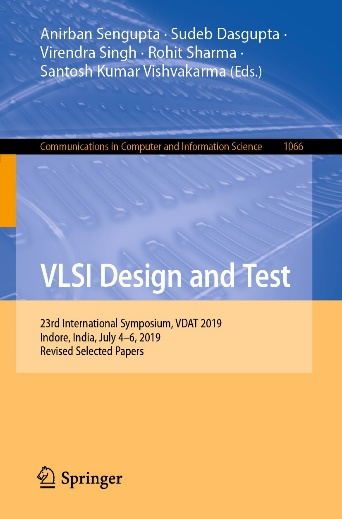 Anirban Sengupta · Sudeb Dasgupta ·
Virendra Singh · Rohit Sharma ·
Santosh Kumar Vishvakarma (Eds.)
Communications in Computer and Information Science 1066
VLSI Design and Test
23rd International Symposium, VDAT 2019
Indore, India, July 4–6, 2019
Revised Selected Papers
Springer